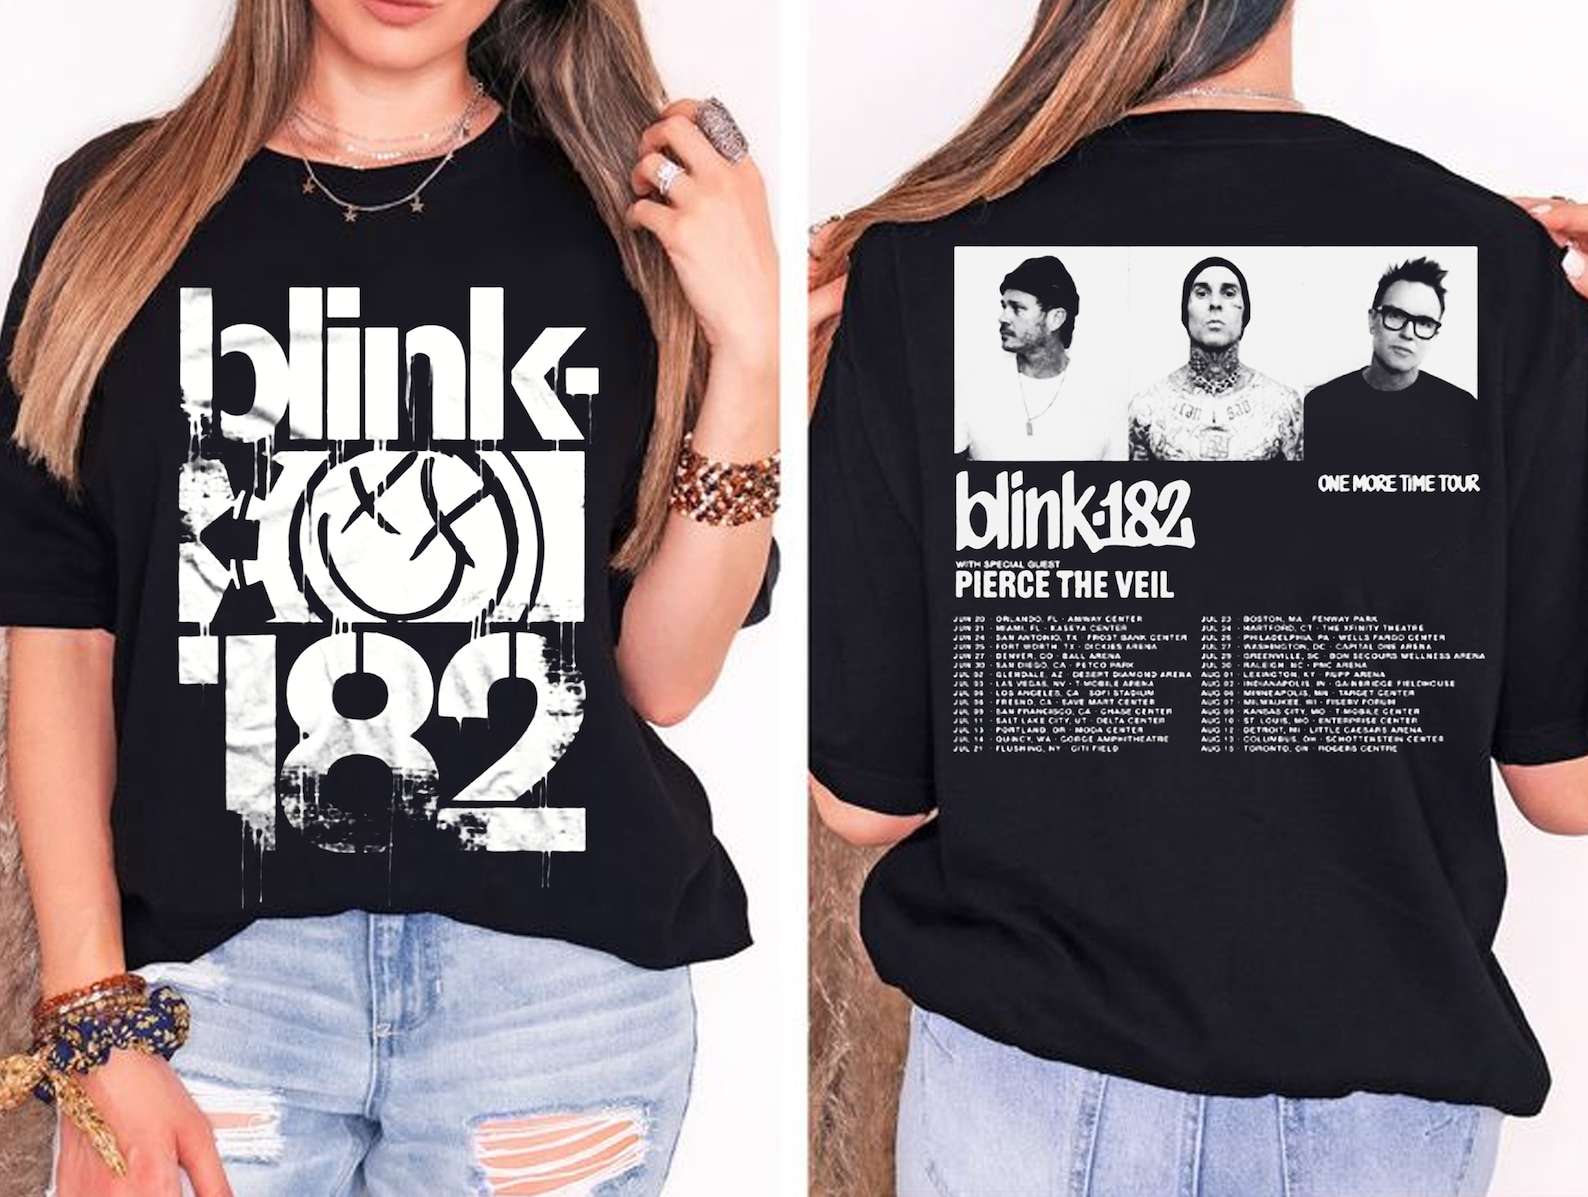 blink-
182
ran sad
blink-182
ONE MORE TIME TOUR
WITH SPECIAL GUEST
PIERCE THE VEIL
JUN 20 · ORLANDO, FL · AMWAY CENTER
JUN 21 · MIAMI, FL · KASEYA CENTER
JUN 24 · SAN ANTONIO, TX · FROST BANK CENTER
JUN 25 · FORT WORTH, TX · DICKIES ARENA
JUN 27 · DENVER, CO · BALL ARENA
JUN 30 · SAN DIEGO, CA · PETCO PARK
JUL 02 · GLENDALE, AZ · DESERT DIAMOND ARENA
JUL 03 · LAS VEGAS, NV · T-MOBILE ARENA
JUL 06 · LOS ANGELES, CA · SOFI STADIUM
JUL 08 · FRESNO, CA · SAVE MART CENTER
JUL 09 · SAN FRANCISCO, CA · CHASE CENTER
JUL 11 · SALT LAKE CITY, UT · DELTA CENTER
JUL 13 · PORTLAND, OR · MODA CENTER
JUL 14 · QUINCY, WA · GORGE AMPHITHEATRE
JUL 21 · FLUSHING, NY · CITI FIELD
JUL 23 · BOSTON, MA · FENWAY PARK
JUL 24 · HARTFORD, CT · THE XFINITY THEATRE
JUL 26 · PHILADELPHIA, PA · WELLS FARGO CENTER
JUL 27 · WASHINGTON, DC · CAPITAL ONE ARENA
JUL 29 · GREENVILLE, SC · BON SECOURS WELLNESS ARENA
JUL 30 · RALEIGH, NC · PNC ARENA
AUG 01 · LEXINGTON, KY · RUPP ARENA
AUG 02 · INDIANAPOLIS, IN · GAINBRIDGE FIELDHOUSE
AUG 06 · MINNEAPOLIS, MN · TARGET CENTER
AUG 07 · MILWAUKEE, WI · FISERV FORUM
AUG 09 · KANSAS CITY, MO · T-MOBILE CENTER
AUG 10 · ST. LOUIS, MO · ENTERPRISE CENTER
AUG 12 · DETROIT, MI · LITTLE CAESARS ARENA
AUG 13 · COLUMBUS, OH · SCHOTTENSTEIN CENTER
AUG 15 · TORONTO, ON · ROGERS CENTRE